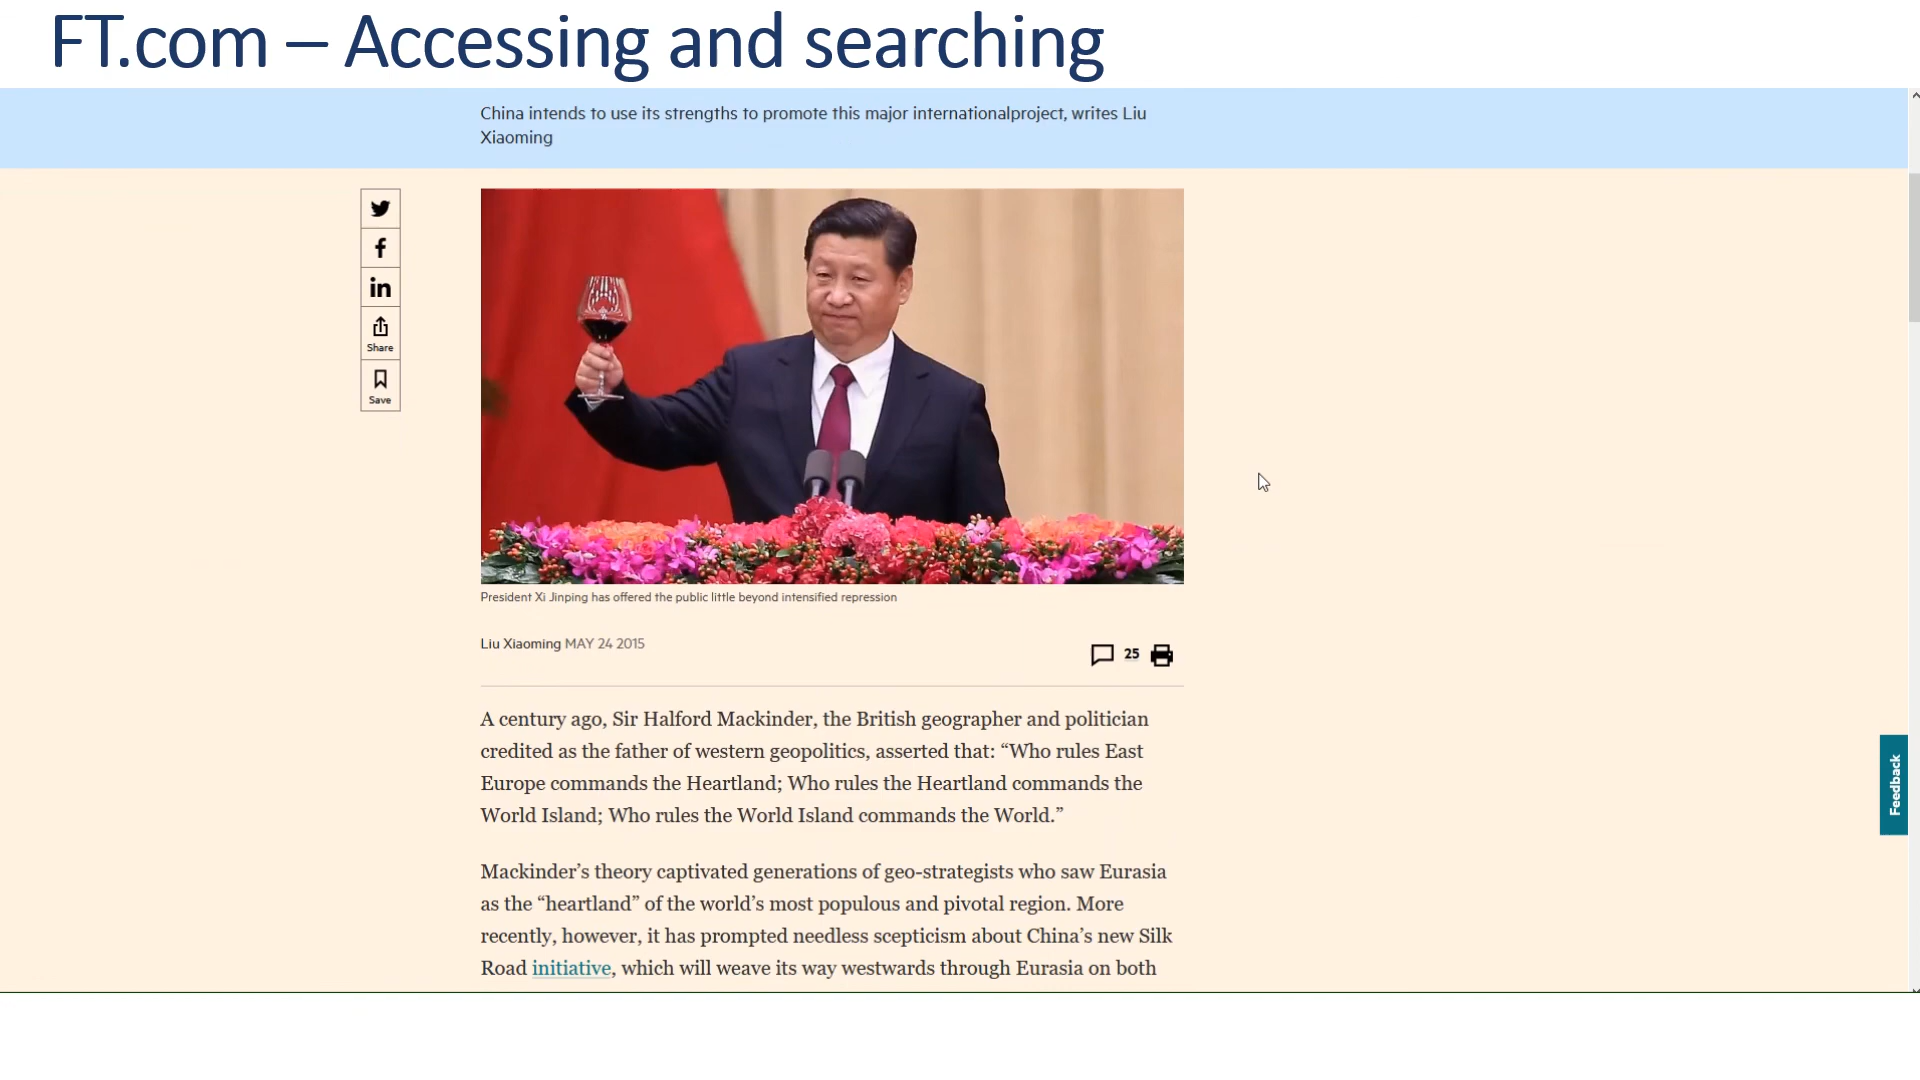 FT.com – Accessing and searching
China intends to use its strengths to promote this major internationalproject, writes Liu
Xiaoming
Share
Save
President Xi Jinping has offered the public little beyond intensified repression
Liu Xiaoming MAY 24 2015
25
A century ago, Sir Halford Mackinder, the British geographer and politician
credited as the father of western geopolitics, asserted that: “Who rules East
Europe commands the Heartland; Who rules the Heartland commands the
World Island; Who rules the World Island commands the World.”
Mackinder’s theory captivated generations of geo-strategists who saw Eurasia
as the “heartland” of the world’s most populous and pivotal region. More
recently, however, it has prompted needless scepticism about China’s new Silk
Road initiative, which will weave its way westwards through Eurasia on both
Feedback